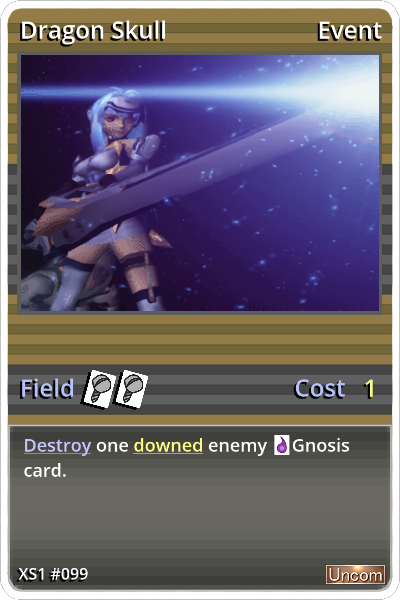 Dragon Skull Event
Field Cost 1
Destroy one downed enemy Gnosis
card.
XS1 #099 Uncom